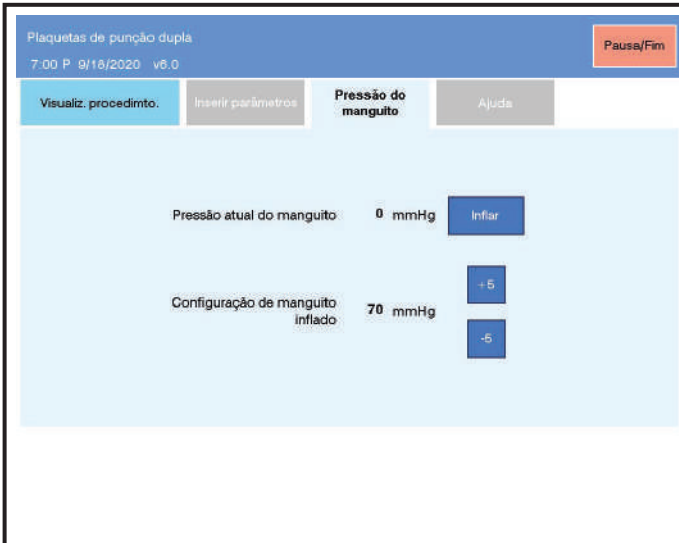 Plaquetas de punção dupla
7:00 P 9/18/2020 v6.0
Pausa/Fim
Visualiz. procedimto.
Inserir parâmetros
Pressão do
manguito
Ajuda
Pressão atual do manguito 0 mmHg Inflar
+5
Configuração de manguito
inflado
70 mmHg
-5